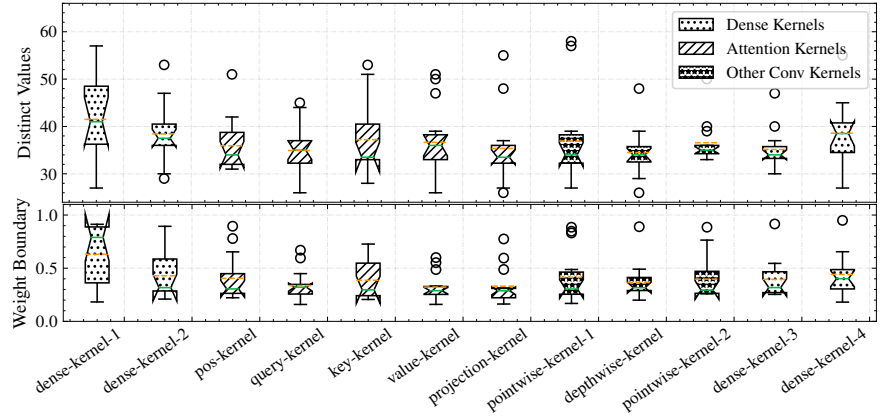 Distinct Values
60
50
40
30
Dense Kernels
Attention Kernels
Other Conv Kernels
Weight Boundary
1.0
0.5
0.0
dense-kernel-1
dense-kernel-2
pos-kernel
query-kernel
key-kernel
value-kernel
projection-kernel
pointwise-kernel-1
depthwise-kernel
pointwise-kernel-2
dense-kernel-3
dense-kernel-4